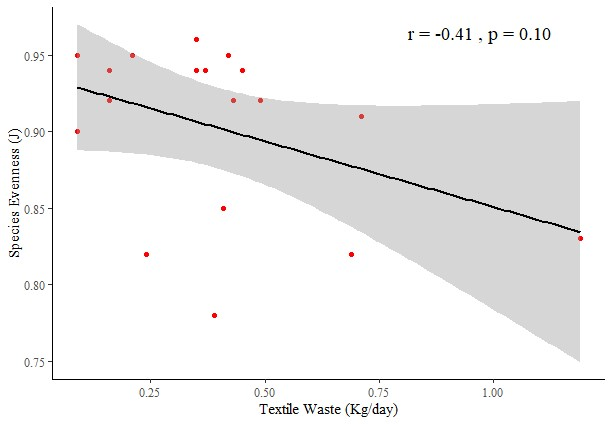 r = -0.41 , p = 0.10
0.95
0.90
0.85
0.80
0.75
Species Evenness (J)
0.25 0.50 0.75 1.00
Textile Waste (Kg/day)